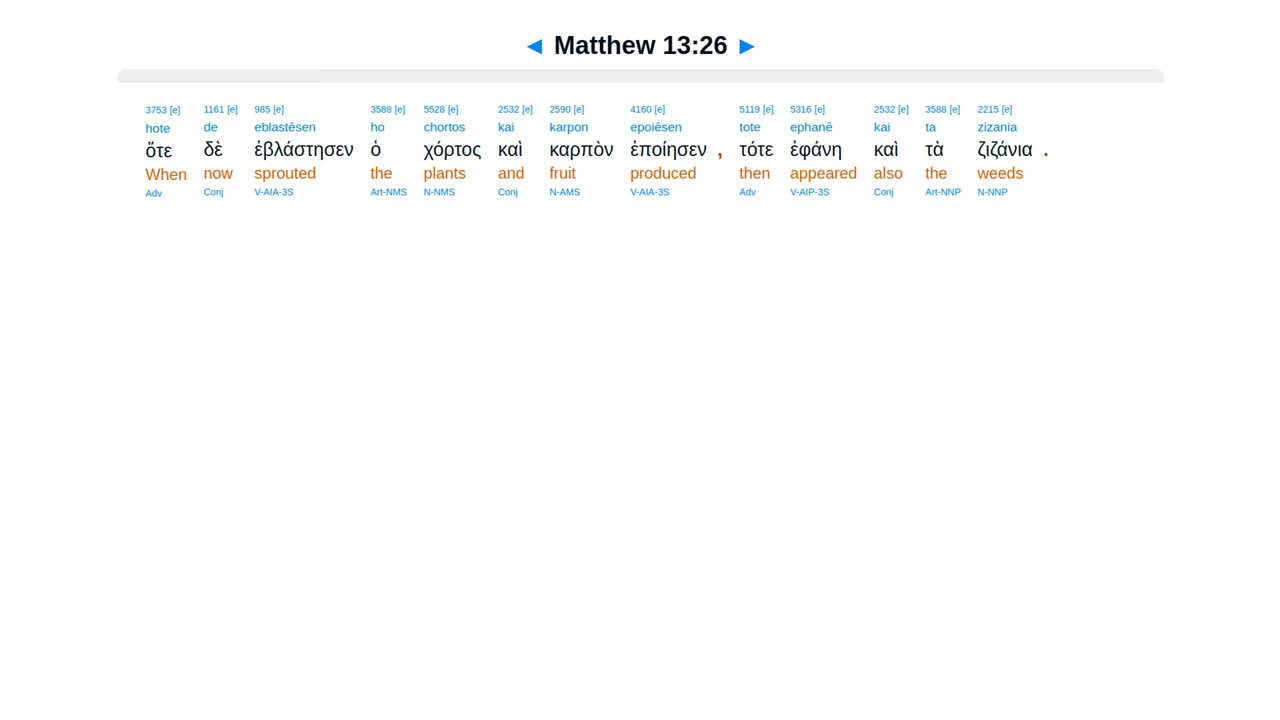 ◄ Matthew 13:26 ►
3753 [e] 1161 [e] 985 [e] 3588 [e] 5528 [e] 2532 [e] 2590 [e] 4160 [e] 5119 [e] 5316 [e] 2532 [e] 3588 [e] 2215 [e]
hote de eblastēsen ho chortos kai karpon epoiēsen tote ephanē kai ta zizania
ὅτε δὲ ἐβλάστησεν ὁ χόρτος καὶ καρπὸν ἐποίησεν , τότε ἐφάνη καὶ τὰ ζιζάνια .
When now sprouted the plants and fruit produced then appeared also the weeds
Adv Conj V-AIA-3S Art-NMS N-NMS Conj N-AMS V-AIA-3S Adv V-AIP-3S Conj Art-NNP N-NNP